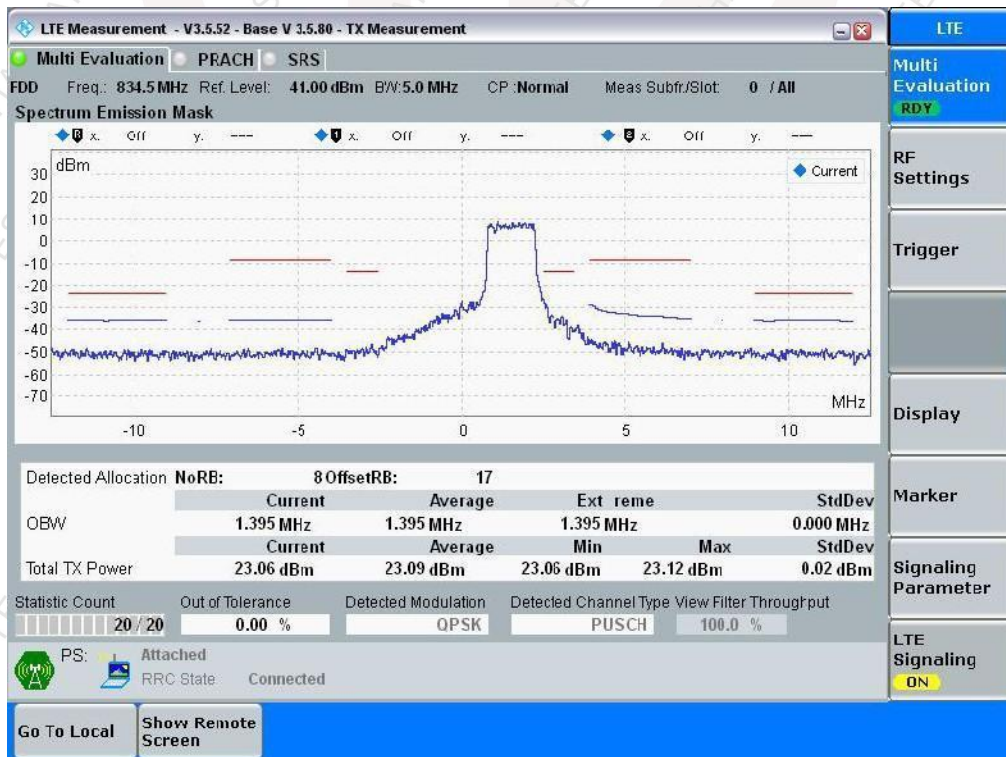 LTE Measurement - V3.5.52 - Base V 3.5.80 - TX Measurement
LTE
Multi Evaluation PRACH SRS
FDD Freq.: 834.5 MHz Ref. Level: 41.00 dBm BW: 5.0 MHz CP : Normal Meas Subfr./Slot: 0 / All
Spectrum Emission Mask
x. Off y. --- 1 x. Off y. --- 2 x. Off y. ---
dBm
Current
30
20
10
0
-10
-20
-30
-40
-50
-60
-70
MHz
-10 -5 0 5 10
Detected Allocation NoRB: 8 OffsetRB: 17
Current Average Extreme StdDev
OBW 1.395 MHz 1.395 MHz 1.395 MHz 0.000 MHz
Current Average Min Max StdDev
Total TX Power 23.06 dBm 23.09 dBm 23.06 dBm 23.12 dBm 0.02 dBm
Statistic Count Out of Tolerance Detected Modulation Detected Channel Type View Filter Throughput
20 / 20 0.00 % QPSK PUSCH 100.0 %
PS: Attached
RRC State Connected
Multi
Evaluation
RDY
RF
Settings
Trigger
Display
Marker
Signaling
Parameter
LTE
Signaling
ON
Go To Local
Show Remote
Screen